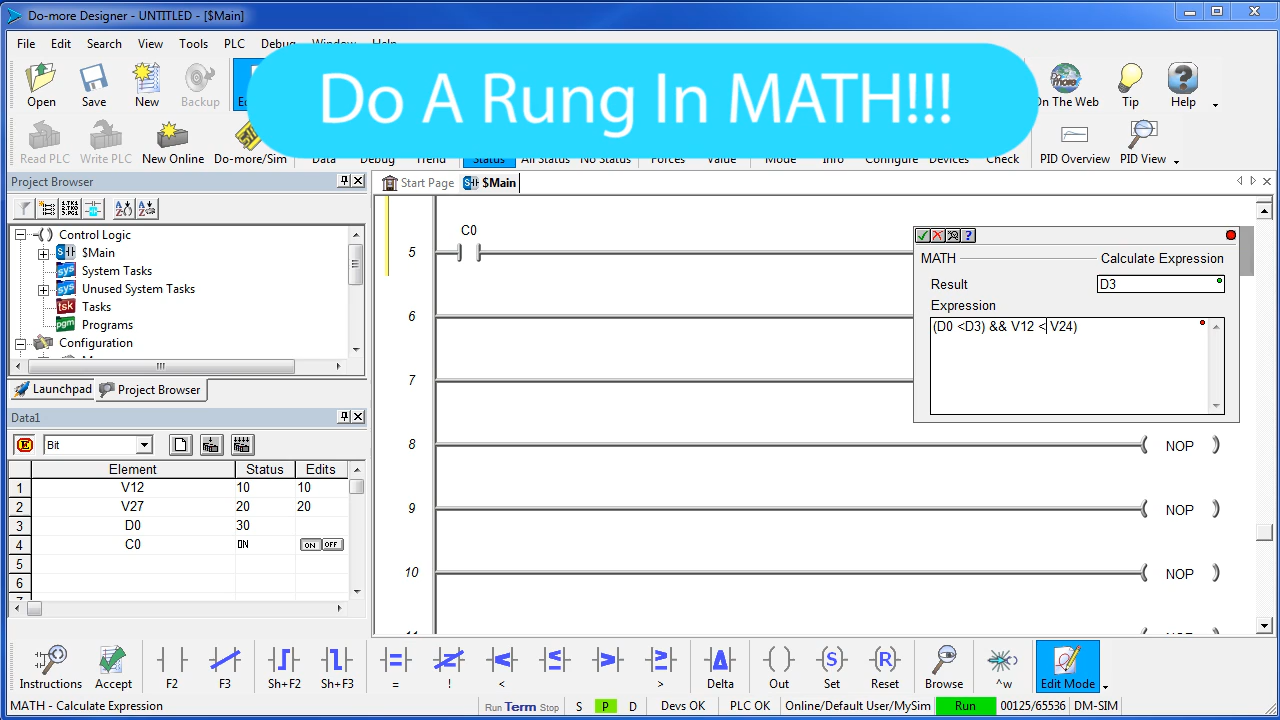 Do-more Designer - UNTITLED - [$Main]
File Edit Search View Tools PLC Debug Window Help
Do A Rung In MATH!!!
Open Save New Backup On The Web Tip Help
Read PLC Write PLC New Online Do-more/Sim Data Debug Trend Status All Status No Status Forces Value Mode Info Configure Devices Check PID Overview PID View
Project Browser
Start Page $Main
Control Logic
$Main
System Tasks
Unused System Tasks
Tasks
Programs
Configuration
Launchpad Project Browser
Data1
Bit
Element Status Edits
1 V12 10 10
2 V27 20 20
3 D0 30
4 C0 ON ON OFF
5
6
C0
5
6
7
8 NOP
9 NOP
10 NOP
MATH Calculate Expression
Result D3
Expression
(D0 <D3) && V12 < V24)
Instructions Accept F2 F3 Sh+F2 Sh+F3 = ! < > Delta Out Set Reset Browse ^w Edit Mode
MATH - Calculate Expression Run Term Stop S P D Devs OK PLC OK Online/Default User/MySim Run 00125/65536 DM-SIM